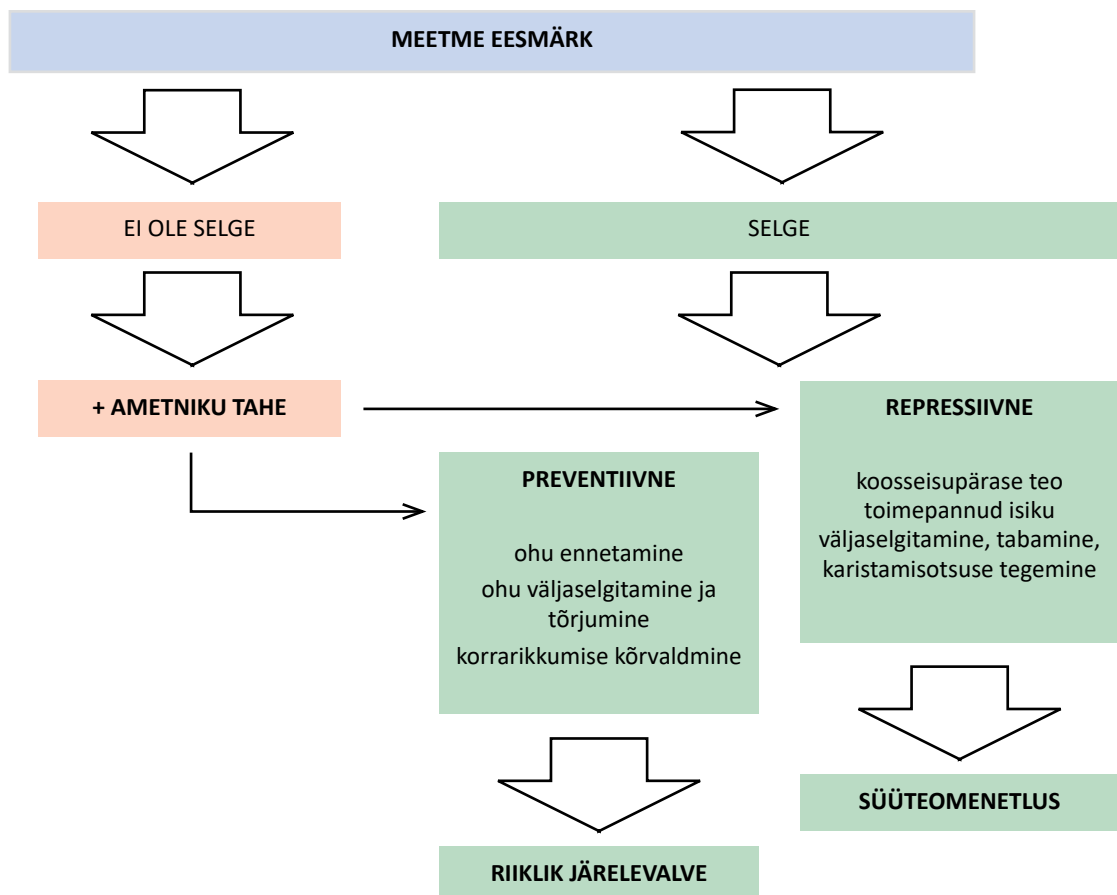 MEETME EESMÄRK
EI OLE SELGE
SELGE
+ AMETNIKU TAHE
REPRESSIIVNE
koosseisupärase teo
toimepannud isiku
väljaselgitamine, tabamine,
karistamisotsuse tegemine
PREVENTIIVNE
ohu ennetamine
ohu väljaselgitamine ja
tõrjumine
korrarikkumise kõrvaldmine
SÜÜTEOMENETLUS
RIIKLIK JÄRELEVALVE